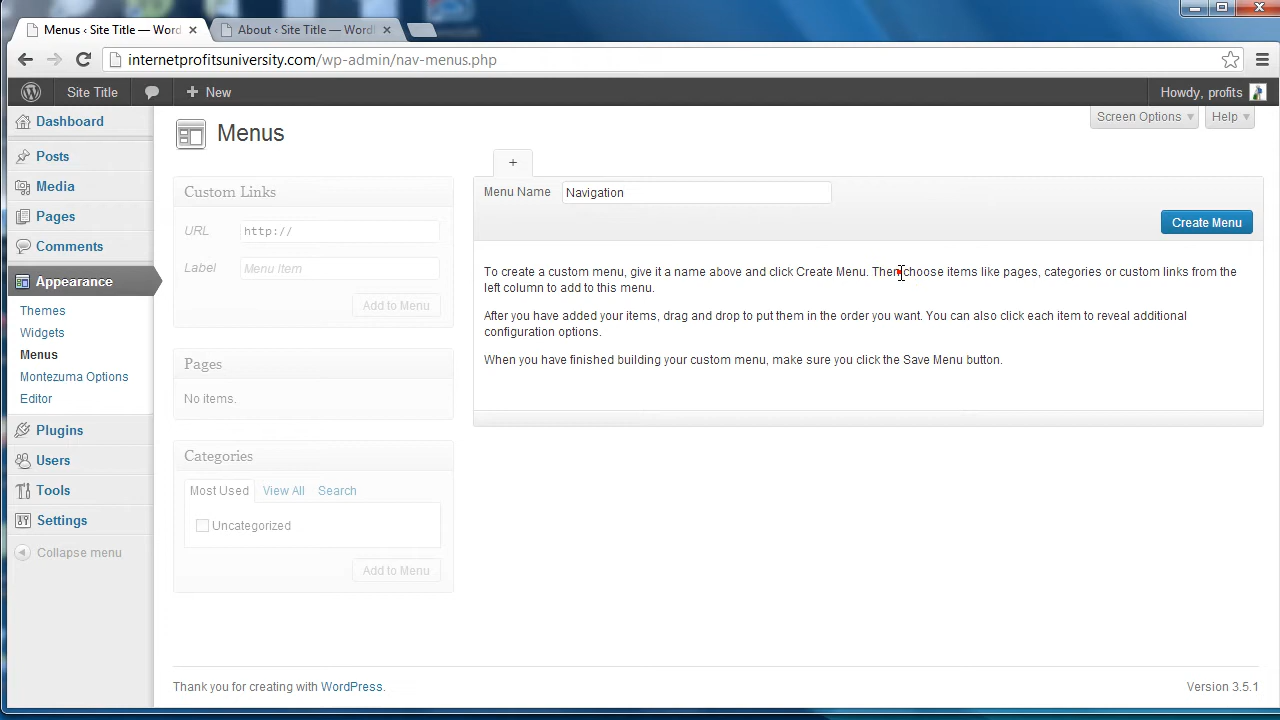 Menus ‹ Site Title — Word
About ‹ Site Title — Word
internetprofitsuniversity.com/wp-admin/nav-menus.php
Site Title
+ New
Howdy, profits
Dashboard
Posts
Media
Pages
Comments
Appearance
Themes
Widgets
Menus
Montezuma Options
Editor
Plugins
Users
Tools
Settings
Collapse menu
Menus
Screen Options
Help
Custom Links
URL http://
Label Menu Item
Add to Menu
Pages
No items.
Categories
Most Used View All Search
Uncategorized
Add to Menu
+
Menu Name Navigation
Create Menu
To create a custom menu, give it a name above and click Create Menu. Then choose items like pages, categories or custom links from the
left column to add to this menu.
After you have added your items, drag and drop to put them in the order you want. You can also click each item to reveal additional
configuration options.
When you have finished building your custom menu, make sure you click the Save Menu button.
Thank you for creating with WordPress.
Version 3.5.1